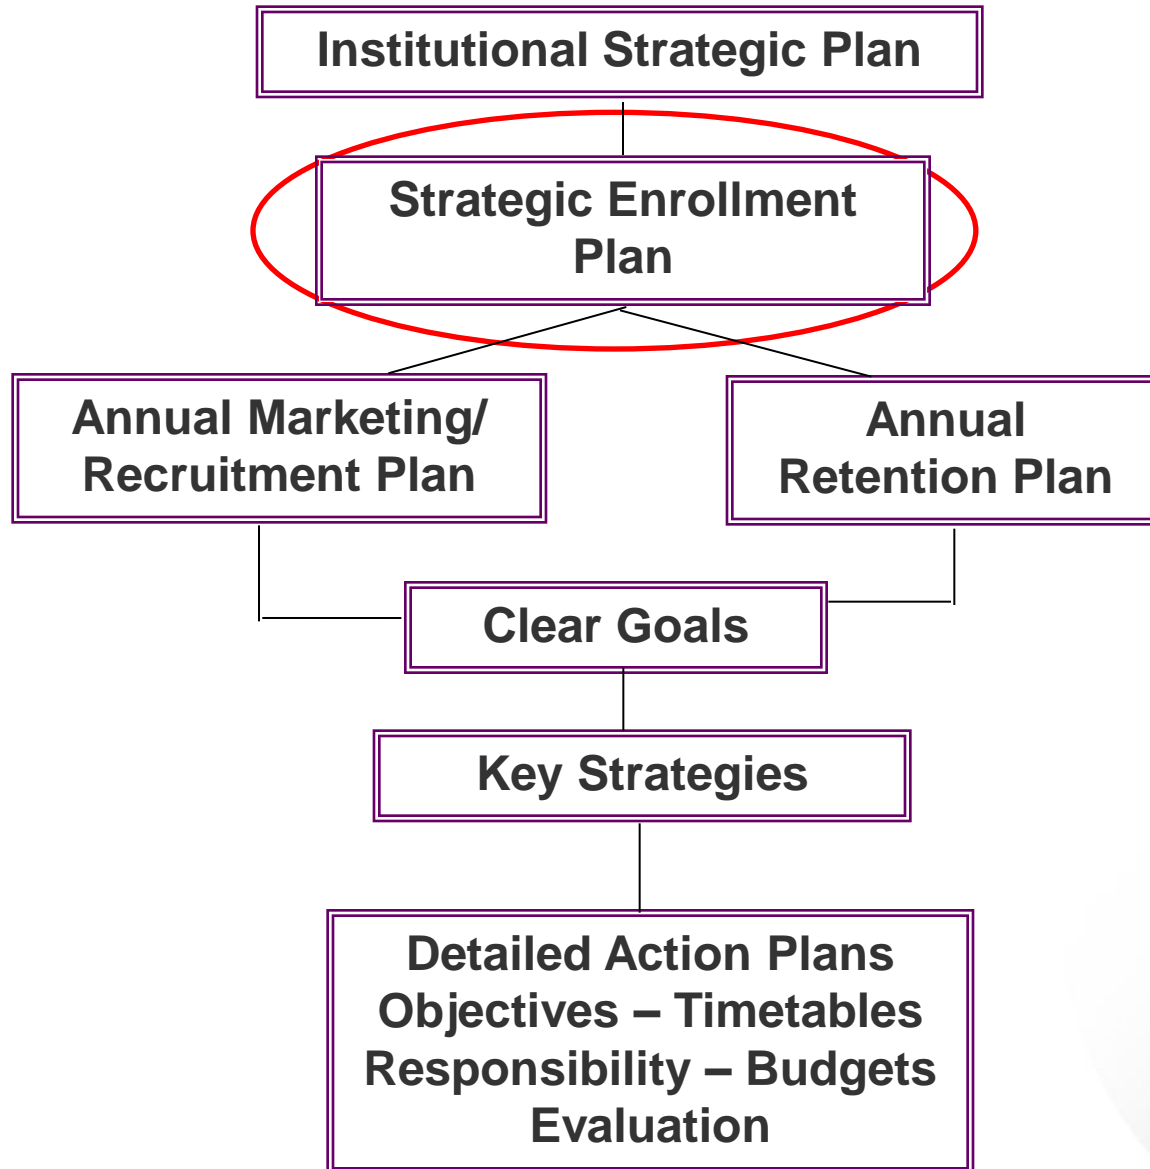 Institutional Strategic Plan
Strategic Enrollment
Plan
Annual Marketing/
Recruitment Plan
Annual
Retention Plan
Clear Goals
Key Strategies
Detailed Action Plans
Objectives – Timetables
Responsibility – Budgets
Evaluation